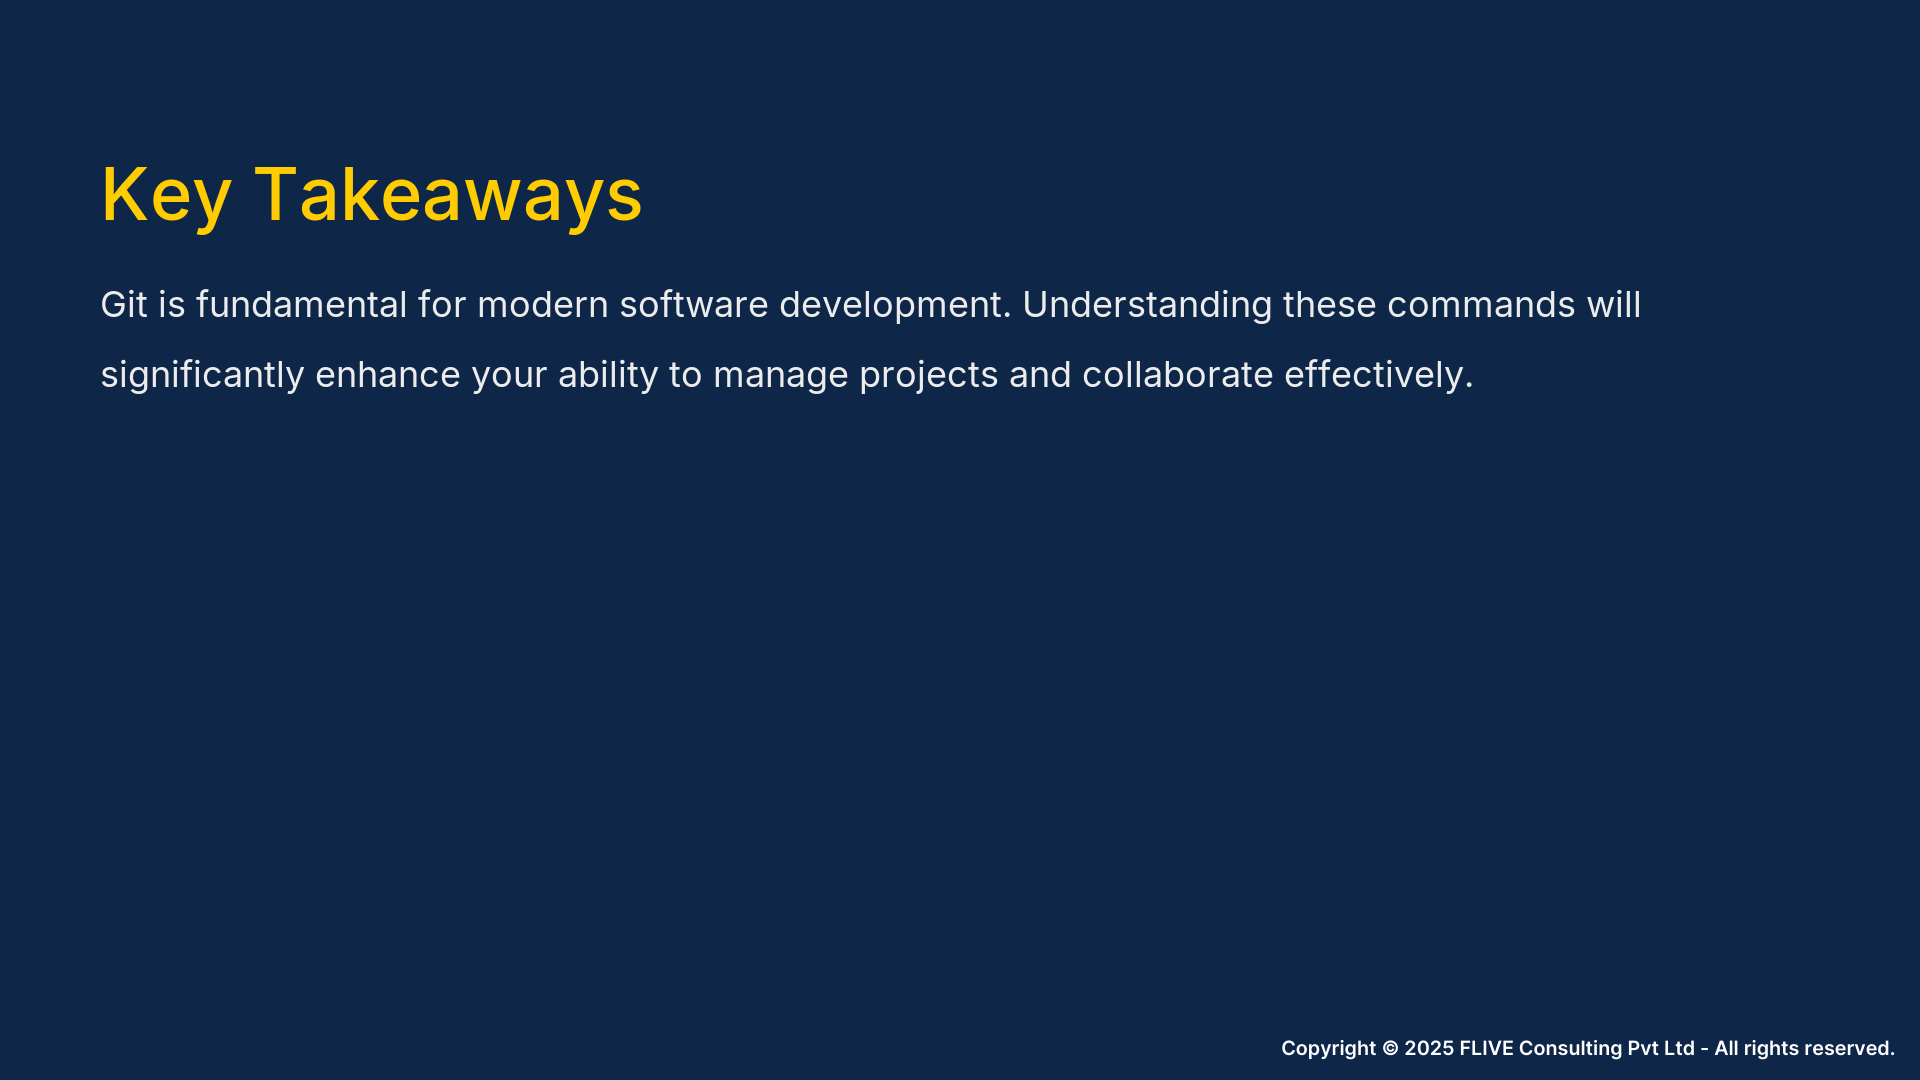 Key Takeaways
Git is fundamental for modern software development. Understanding these commands will
significantly enhance your ability to manage projects and collaborate effectively.
Copyright © 2025 FLIVE Consulting Pvt Ltd - All rights reserved.